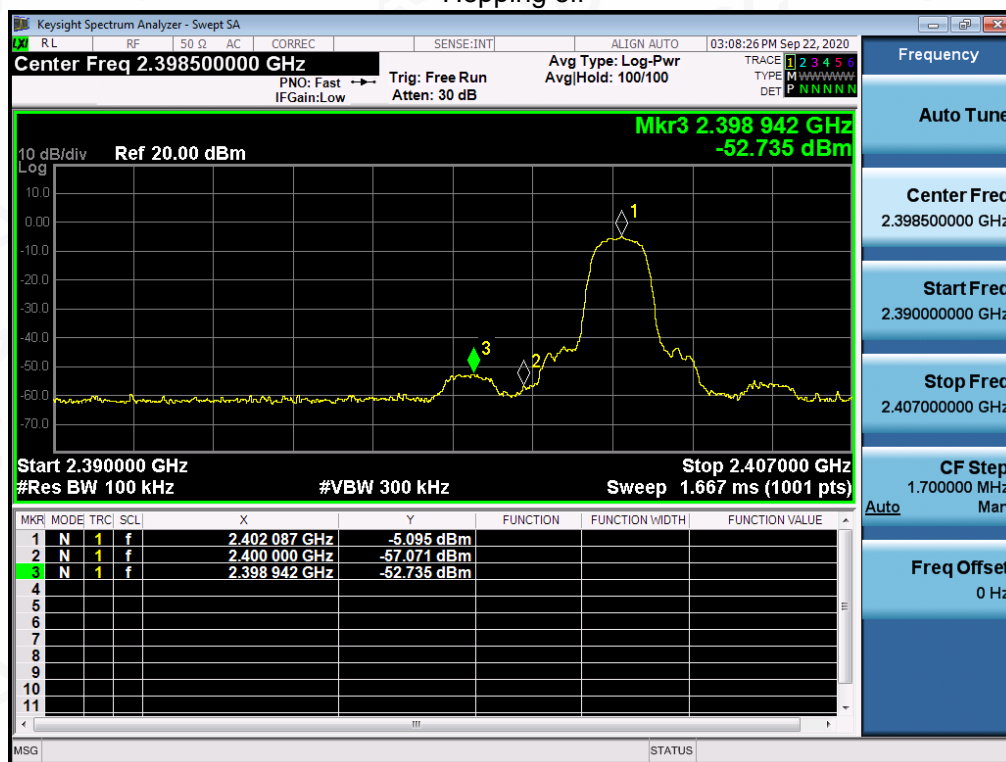 Hopping off
Keysight Spectrum Analyzer - Swept SA
LXI RL RF 50 Ω AC CORREC SENSE:INT ALIGN AUTO 03:08:26 PM Sep 22, 2020
Center Freq 2.398500000 GHz
PNO: Fast
IFGain:Low
Trig: Free Run
Atten: 30 dB
Avg Type: Log-Pwr
Avg|Hold: 100/100
TRACE 1 2 3 4 5 6
TYPE M WWWWW
DET P N N N N N
Mkr3 2.398 942 GHz
-52.735 dBm
10 dB/div Ref 20.00 dBm
Log
10.0
0.00
-10.0
-20.0
-30.0
-40.0
-50.0
-60.0
-70.0
1
2
3
Start 2.390000 GHz Stop 2.407000 GHz
#Res BW 100 kHz #VBW 300 kHz Sweep 1.667 ms (1001 pts)
MKR MODE TRC SCL X Y FUNCTION FUNCTION WIDTH FUNCTION VALUE
1 N 1 f 2.402 087 GHz -5.095 dBm
2 N 1 f 2.400 000 GHz -57.071 dBm
3 N 1 f 2.398 942 GHz -52.735 dBm
4
5
6
7
8
9
10
11
MSG STATUS
Frequency
Auto Tune
Center Freq
2.398500000 GHz
Start Freq
2.390000000 GHz
Stop Freq
2.407000000 GHz
CF Step
1.700000 MHz
Auto Man
Freq Offset
0 Hz